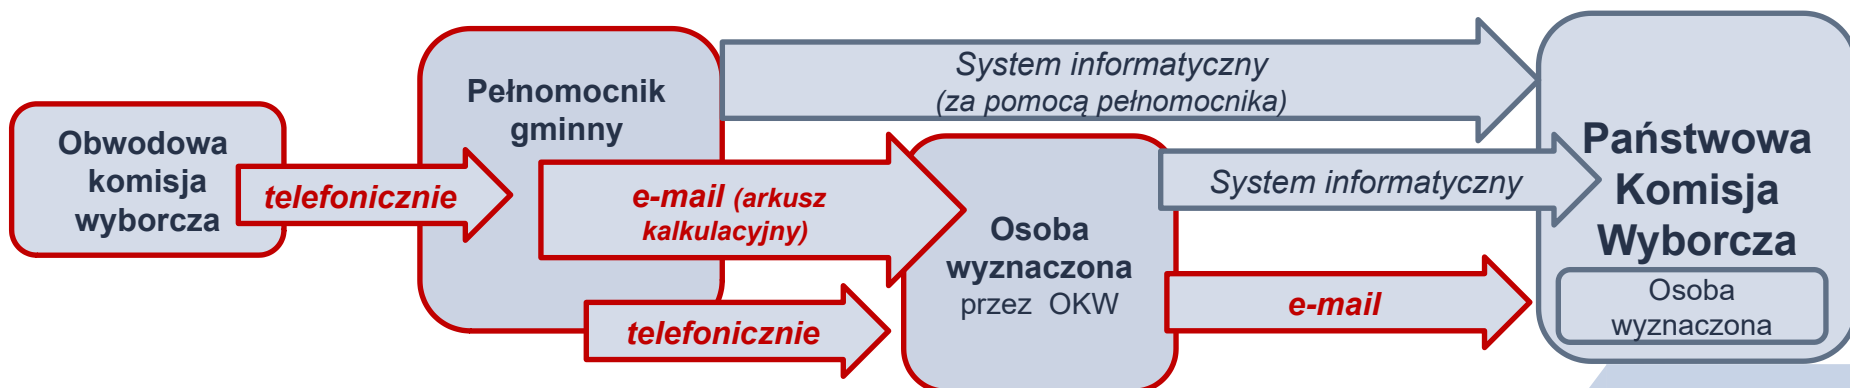 Obwodowa
komisja
wyborcza
telefonicznie
Pełnomocnik
gminny
System informatyczny
(za pomocą pełnomocnika)
e-mail (arkusz
kalkulacyjny)
telefonicznie
Osoba
wyznaczona
przez OKW
System informatyczny
e-mail
Państwowa
Komisja
Wyborcza
Osoba
wyznaczona